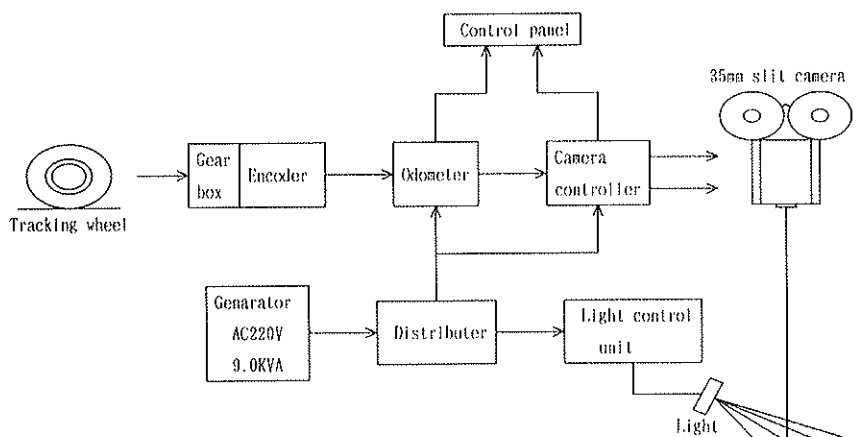 Control panel
35mm slit camera
Gear
box
Encoder
Odometer
Camera
controller
Tracking wheel
Genarator
AC220V
9.0KVA
Distributer
Light control
unit
Light